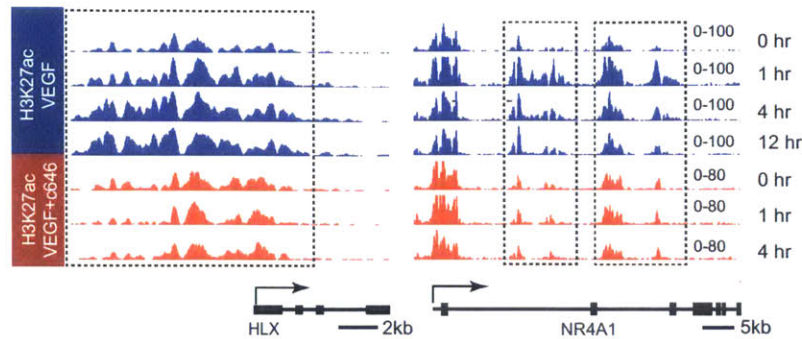 H3K27ac
VEGF
H3K27ac
VEGF+c646
0-100 0 hr
0-100 1 hr
0-100 4 hr
0-100 12 hr
0-80 0 hr
0-80 1 hr
0-80 4 hr
HLX 2kb NR4A1 5kb